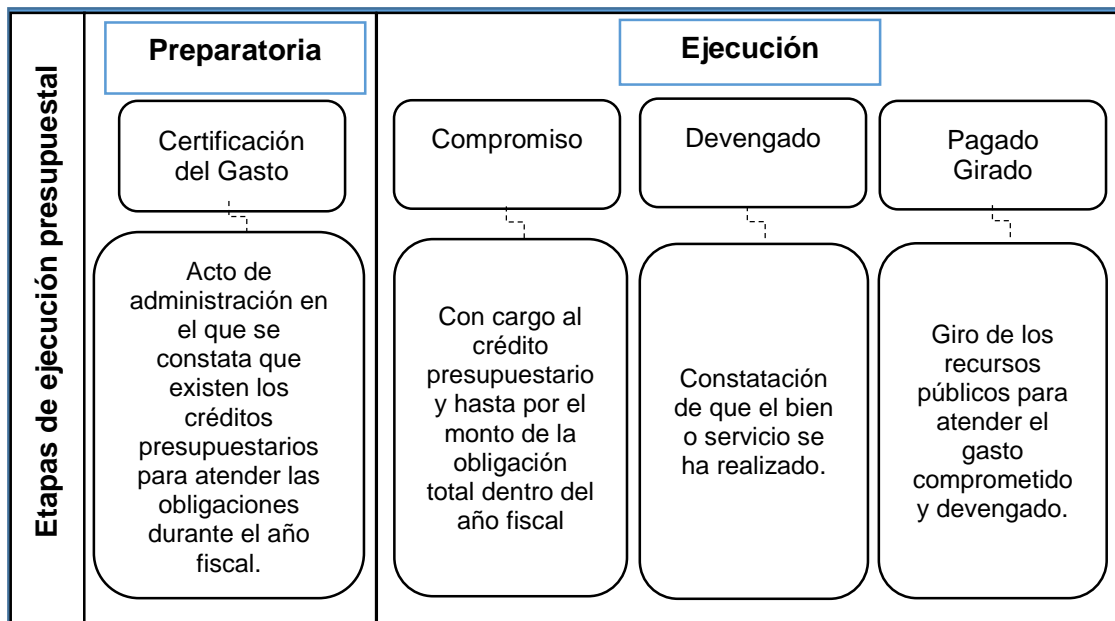 Etapas de ejecución presupuestal
Preparatoria
Certificación
del Gasto
Acto de
administración en
el que se
constata que
existen los
créditos
presupuestarios
para atender las
obligaciones
durante el año
fiscal.
Ejecución
Compromiso
Con cargo al
crédito
presupuestario
y hasta por el
monto de la
obligación
total dentro del
año fiscal
Devengado
Constatación
de que el bien
o servicio se
ha realizado.
Pagado
Girado
Giro de los
recursos
públicos para
atender el
gasto
comprometido
y devengado.